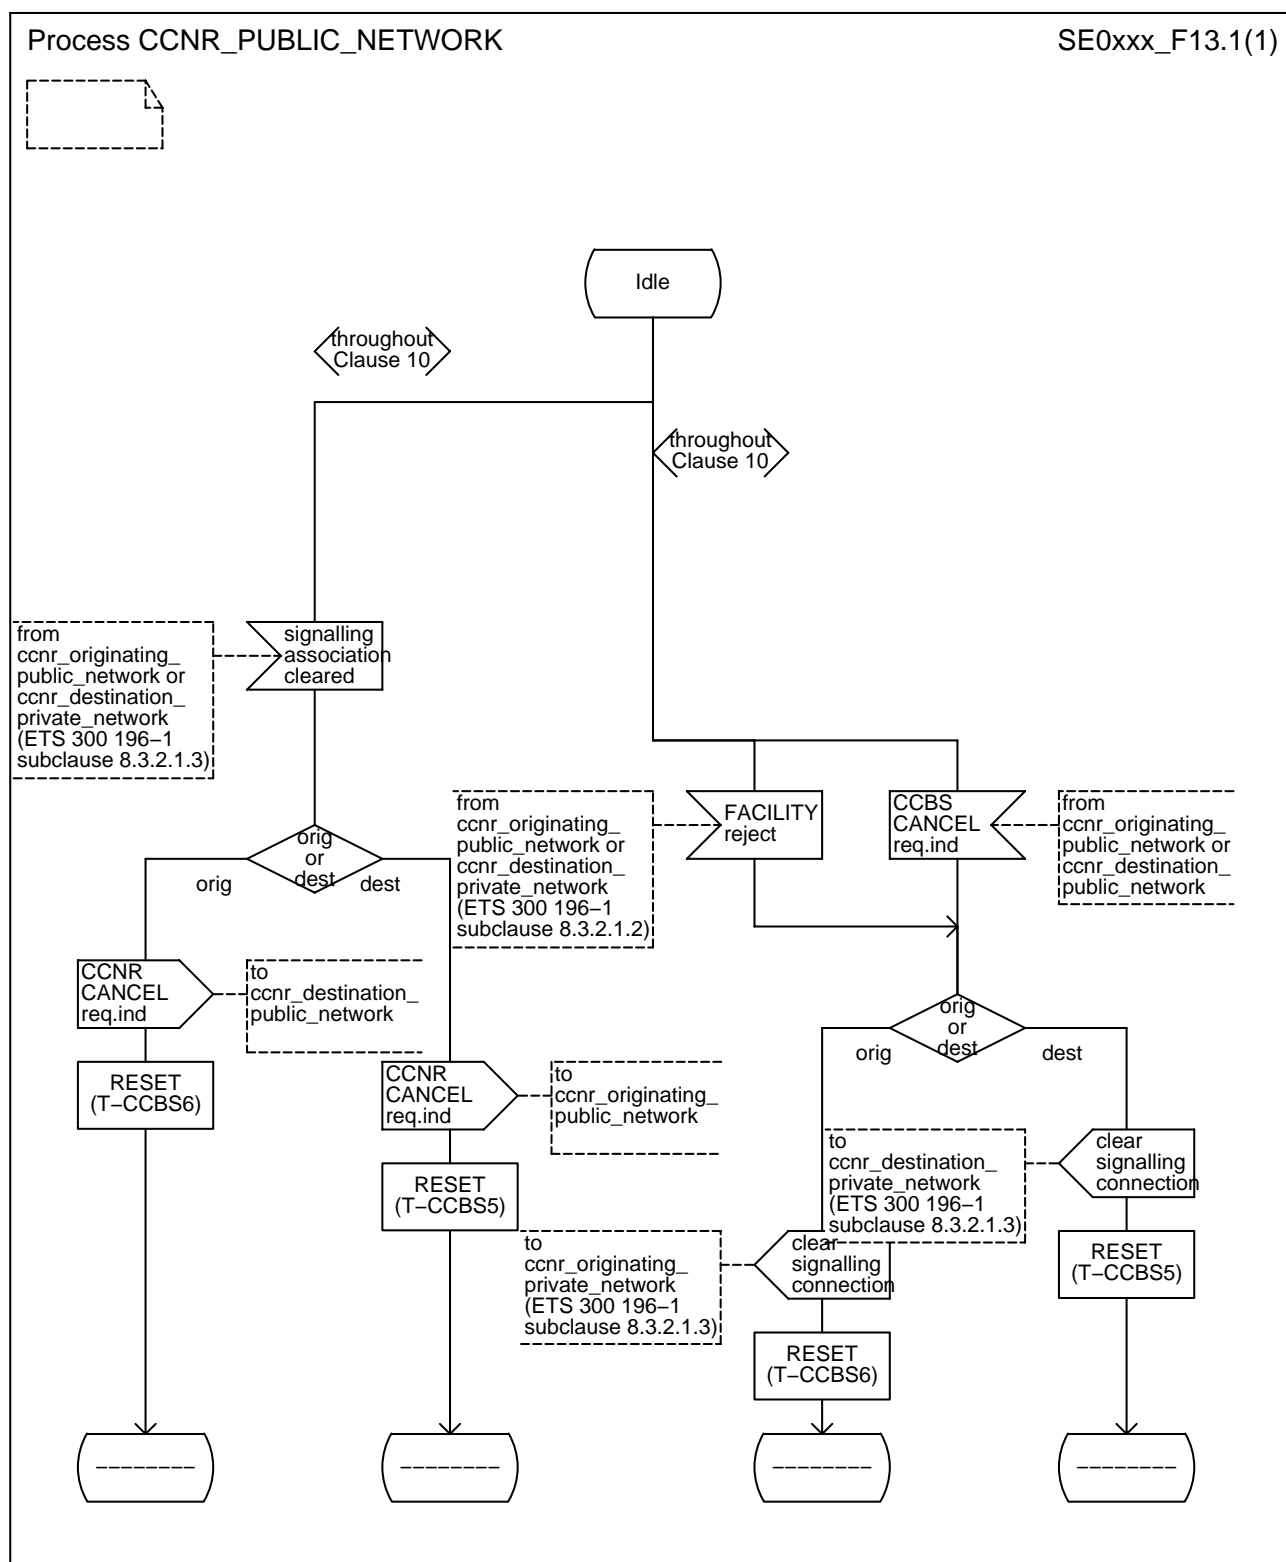 Process CCNR_PUBLIC_NETWORK
SE0xxx_F13.1(1)
Idle
throughout
Clause 10
throughout
Clause 10
from
ccnr_originating_
public_network or
ccnr_destination_
private_network
(ETS 300 196−1
subclause 8.3.2.1.3)
signalling
association
cleared
from
ccnr_originating_
public_network or
ccnr_destination_
private_network
(ETS 300 196−1
subclause 8.3.2.1.2)
FACILITY
reject
CCBS
CANCEL
req.ind
from
ccnr_originating_
public_network or
ccnr_destination_
public_network
orig
or
dest
orig
dest
CCNR
CANCEL
req.ind
to
ccnr_destination_
public_network
orig
or
dest
orig
dest
RESET
(T−CCBS6)
CCNR
CANCEL
req.ind
to
ccnr_originating_
public_network
to
ccnr_destination_
private_network
(ETS 300 196−1
subclause 8.3.2.1.3)
clear
signalling
connection
RESET
(T−CCBS5)
to
ccnr_originating_
private_network
(ETS 300 196−1
subclause 8.3.2.1.3)
clear
signalling
connection
RESET
(T−CCBS5)
RESET
(T−CCBS6)